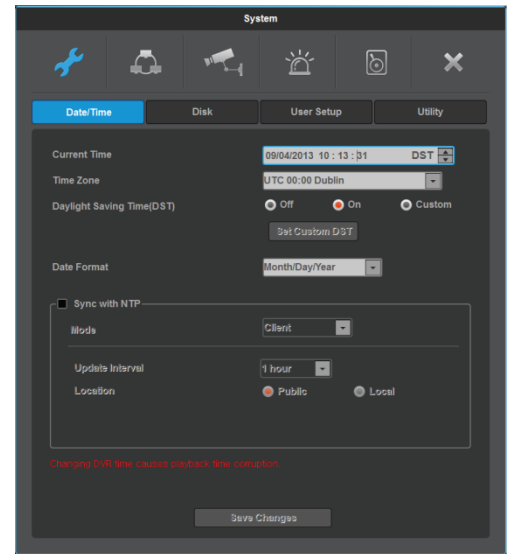 System
Date/Time Disk User Setup Utility
Current Time 09/04/2013 10 : 13 : 31 DST
Time Zone UTC 00:00 Dublin
Daylight Saving Time(DST) Off On Custom
Set Custom DST
Date Format Month/Day/Year
Sync with NTP
Mode Client
Update Interval 1 hour
Location Public Local
Changing DVR time causes playback time corruption
Save Changes